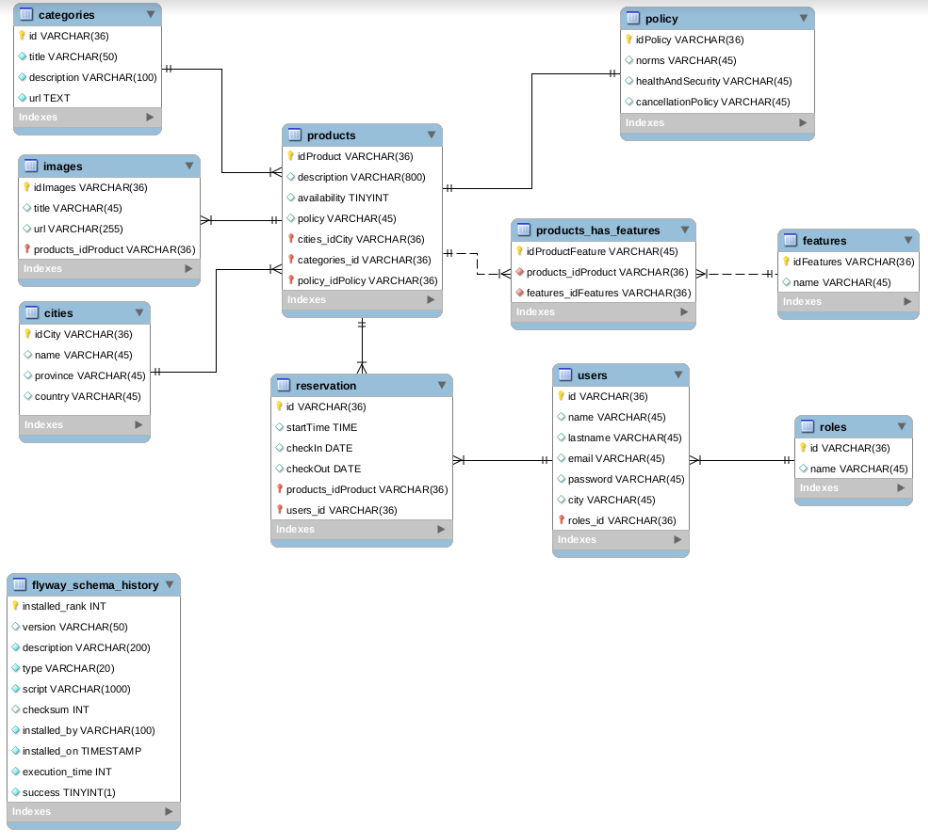 categories
id VARCHAR(36)
title VARCHAR(50)
description VARCHAR(100)
url TEXT
Indexes
policy
idPolicy VARCHAR(36)
norms VARCHAR(45)
healthAndSecurity VARCHAR(45)
cancellationPolicy VARCHAR(45)
Indexes
products
idProduct VARCHAR(36)
description VARCHAR(800)
availability TINYINT
policy VARCHAR(45)
cities_idCity VARCHAR(36)
categories_id VARCHAR(36)
policy_idPolicy VARCHAR(36)
Indexes
images
idImages VARCHAR(36)
title VARCHAR(45)
url VARCHAR(255)
products_idProduct VARCHAR(36)
Indexes
products_has_features
idProductFeature VARCHAR(45)
products_idProduct VARCHAR(36)
features_idFeatures VARCHAR(36)
Indexes
features
idFeatures VARCHAR(36)
name VARCHAR(45)
Indexes
cities
idCity VARCHAR(36)
name VARCHAR(45)
province VARCHAR(45)
country VARCHAR(45)
Indexes
reservation
id VARCHAR(36)
startTime TIME
checkIn DATE
checkOut DATE
products_idProduct VARCHAR(36)
users_id VARCHAR(36)
Indexes
users
id VARCHAR(36)
name VARCHAR(45)
lastname VARCHAR(45)
email VARCHAR(45)
password VARCHAR(45)
city VARCHAR(45)
roles_id VARCHAR(36)
Indexes
roles
id VARCHAR(36)
name VARCHAR(45)
Indexes
flyway_schema_history
installed_rank INT
version VARCHAR(50)
description VARCHAR(200)
type VARCHAR(20)
script VARCHAR(1000)
checksum INT
installed_by VARCHAR(100)
installed_on TIMESTAMP
execution_time INT
success TINYINT(1)
Indexes